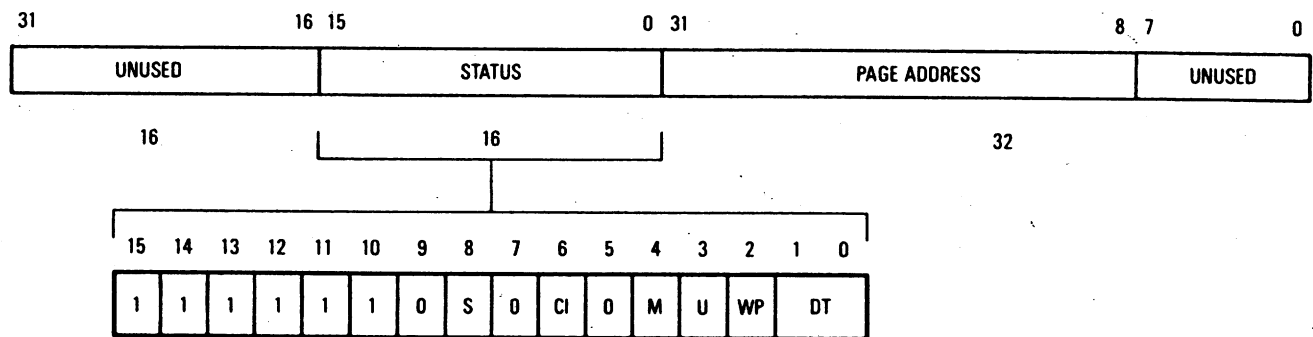 31 16 15 0 31 8 7 0
UNUSED STATUS PAGE ADDRESS UNUSED
16 16 32
15 14 13 12 11 10 9 8 7 6 5 4 3 2 1 0
1 1 1 1 1 1 0 S 0 CI 0 M U WP DT